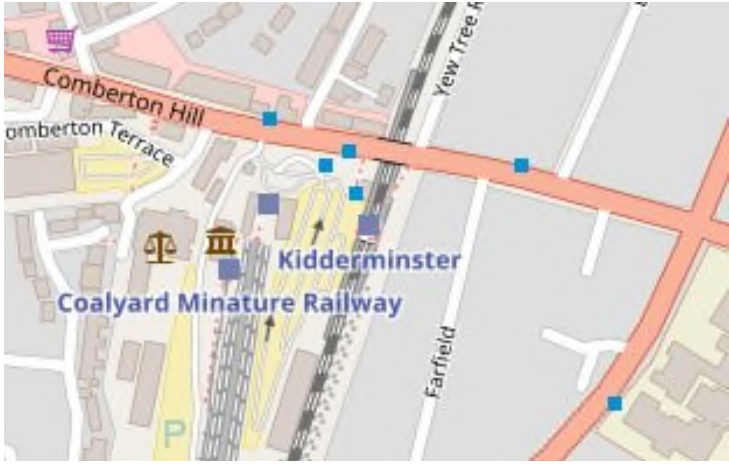 Yew Tree R
Comberton Hill
omberton Terrace
Kidderminster
Coalyard Minature Railway
Farfield
P